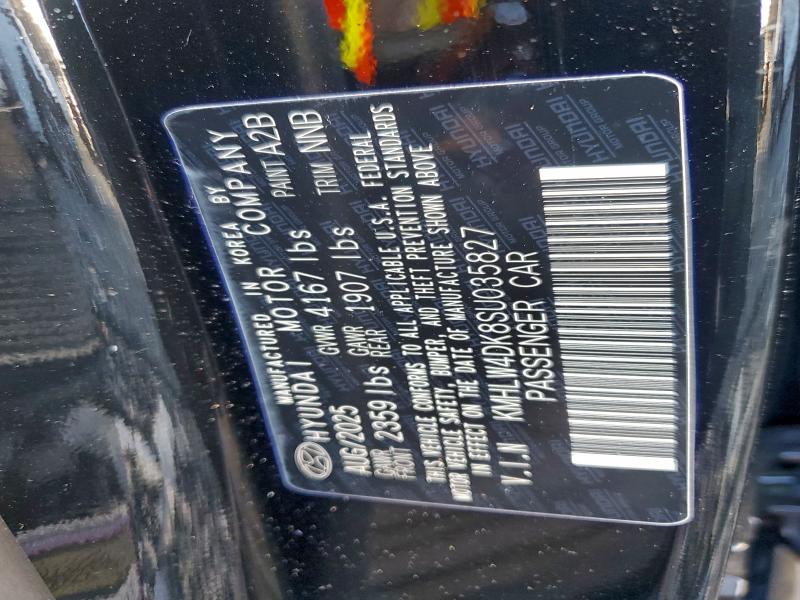 MANUFACTURED IN KOREA BY
HYUNDAI MOTOR COMPANY
AUG/2025 GVWR 4167 lbs PAINT A2B
GAWR FRONT 2359 lbs GAWR REAR 1907 lbs TRIM NNB
THIS VEHICLE CONFORMS TO ALL APPLICABLE U.S.A. FEDERAL
MOTOR VEHICLE SAFETY, BUMPER, AND THEFT PREVENTION STANDARDS
IN EFFECT ON THE DATE OF MANUFACTURE SHOWN ABOVE
V.I.N KMHLW4DK8SU035827
PASSENGER CAR